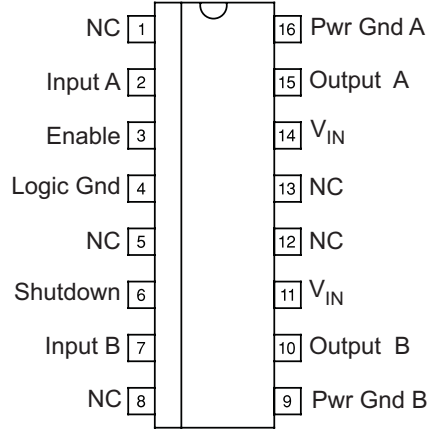 NC 1 16 Pwr Gnd A
Input A 2 15 Output A
Enable 3 14 VIN
Logic Gnd 4 13 NC
NC 5 12 NC
Shutdown 6 11 VIN
Input B 7 10 Output B
NC 8 9 Pwr Gnd B